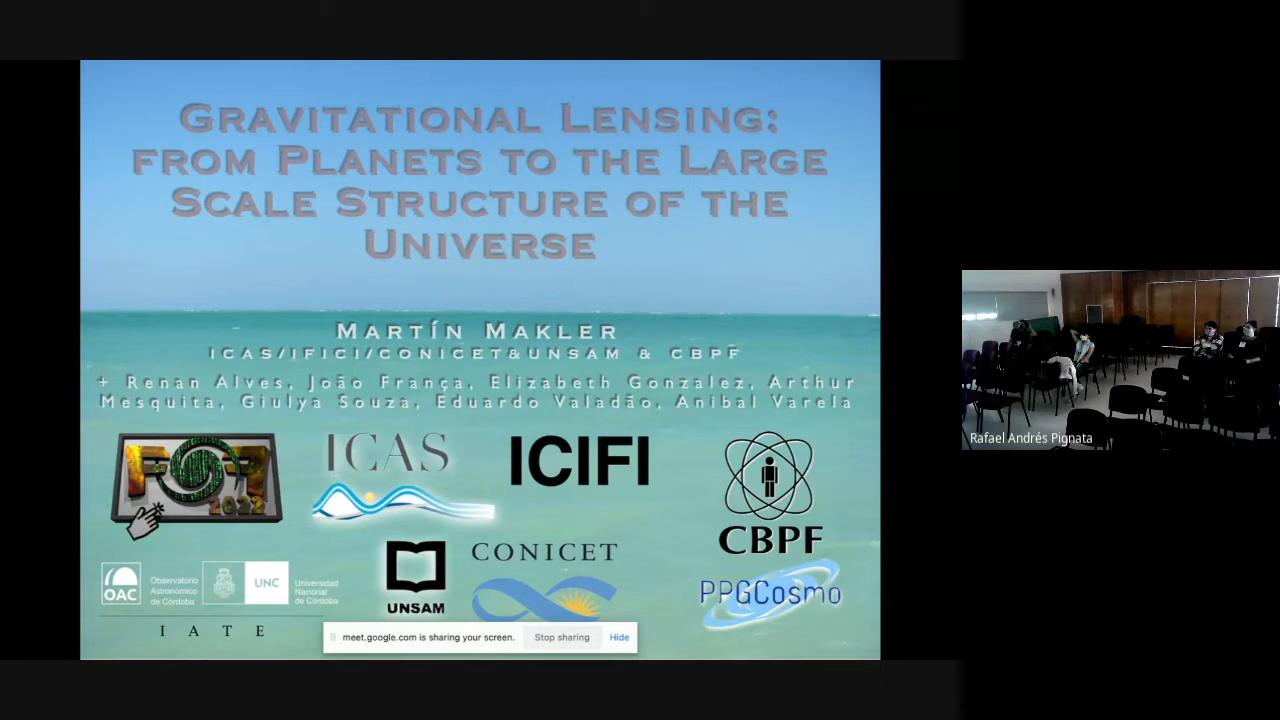 GRAVITATIONAL LENSING:
FROM PLANETS TO THE LARGE
SCALE STRUCTURE OF THE
UNIVERSE
MARTÍN MAKLER
ICAS/IFICI/CONICET&UNSAM & CBPF
+ Renan Alves, João França, Elizabeth Gonzalez, Arthur
Mesquita, Giulya Souza, Eduardo Valadão, Anibal Varela
FOF
2022
ICAS
ICIFI
CBPF
OAC
Observatorio
Astronómico
de Córdoba
UNC
Universidad
Nacional
de Córdoba
IATE
UNSAM
CONICET
PPGCosmo
meet.google.com is sharing your screen.
Stop sharing
Hide
Rafael Andrés Pignata